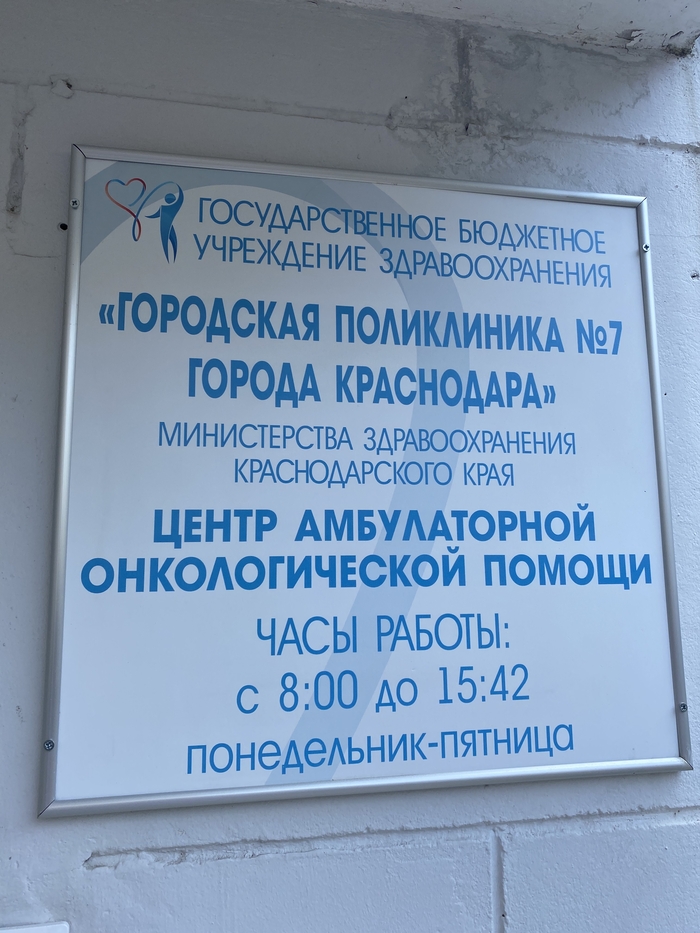 ГОСУДАРСТВЕННОЕ БЮДЖЕТНОЕ
УЧРЕЖДЕНИЕ ЗДРАВООХРАНЕНИЯ
«ГОРОДСКАЯ ПОЛИКЛИНИКА №7
ГОРОДА КРАСНОДАРА»
МИНИСТЕРСТВА ЗДРАВООХРАНЕНИЯ
КРАСНОДАРСКОГО КРАЯ
ЦЕНТР АМБУЛАТОРНОЙ
ОНКОЛОГИЧЕСКОЙ ПОМОЩИ
ЧАСЫ РАБОТЫ:
с 8:00 до 15:42
понедельник-пятница